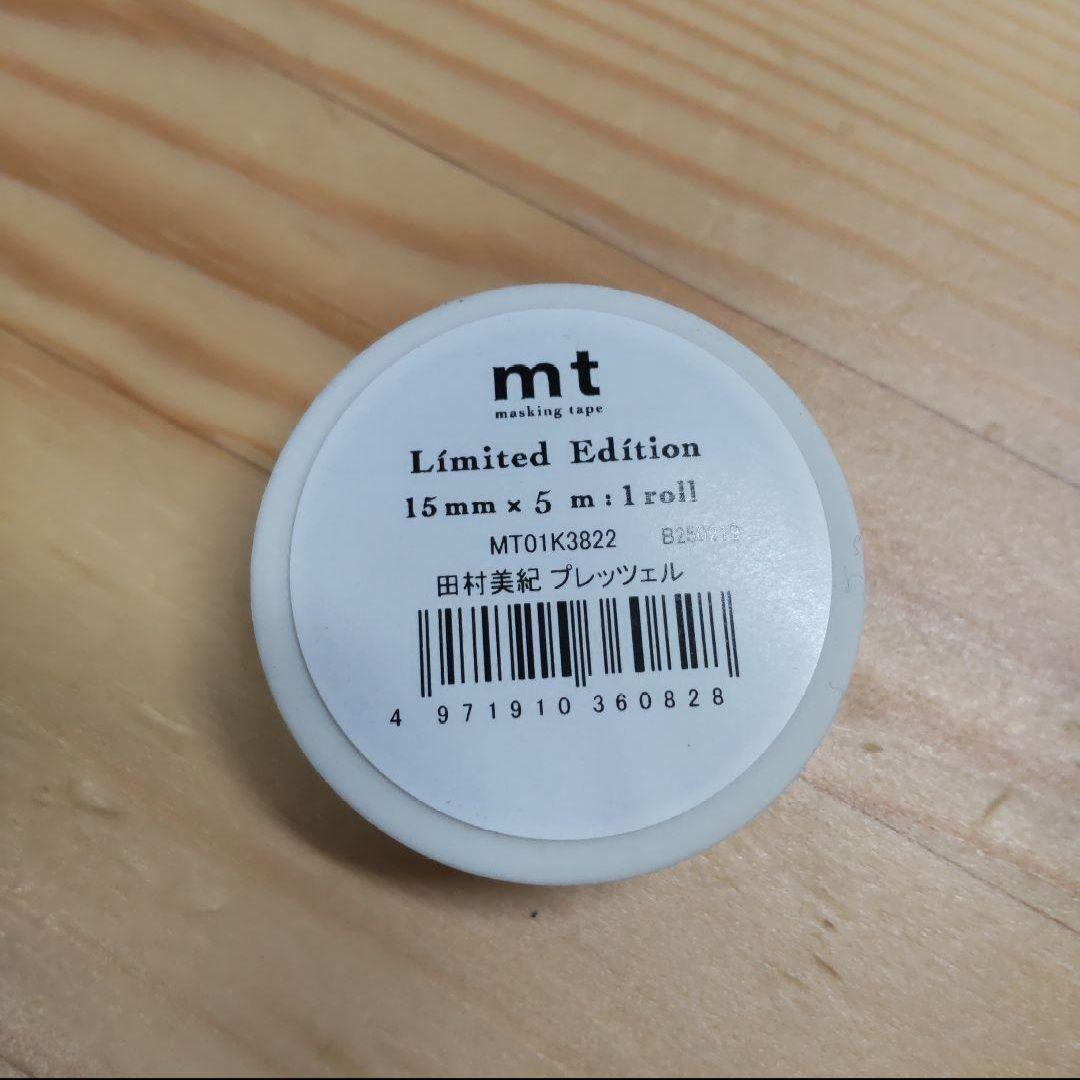 mt
masking tape
Límited Edítion
15mm × 5 m : 1 roll
MT01K3822
田村美紀 プレッツェル
4 971910 360828